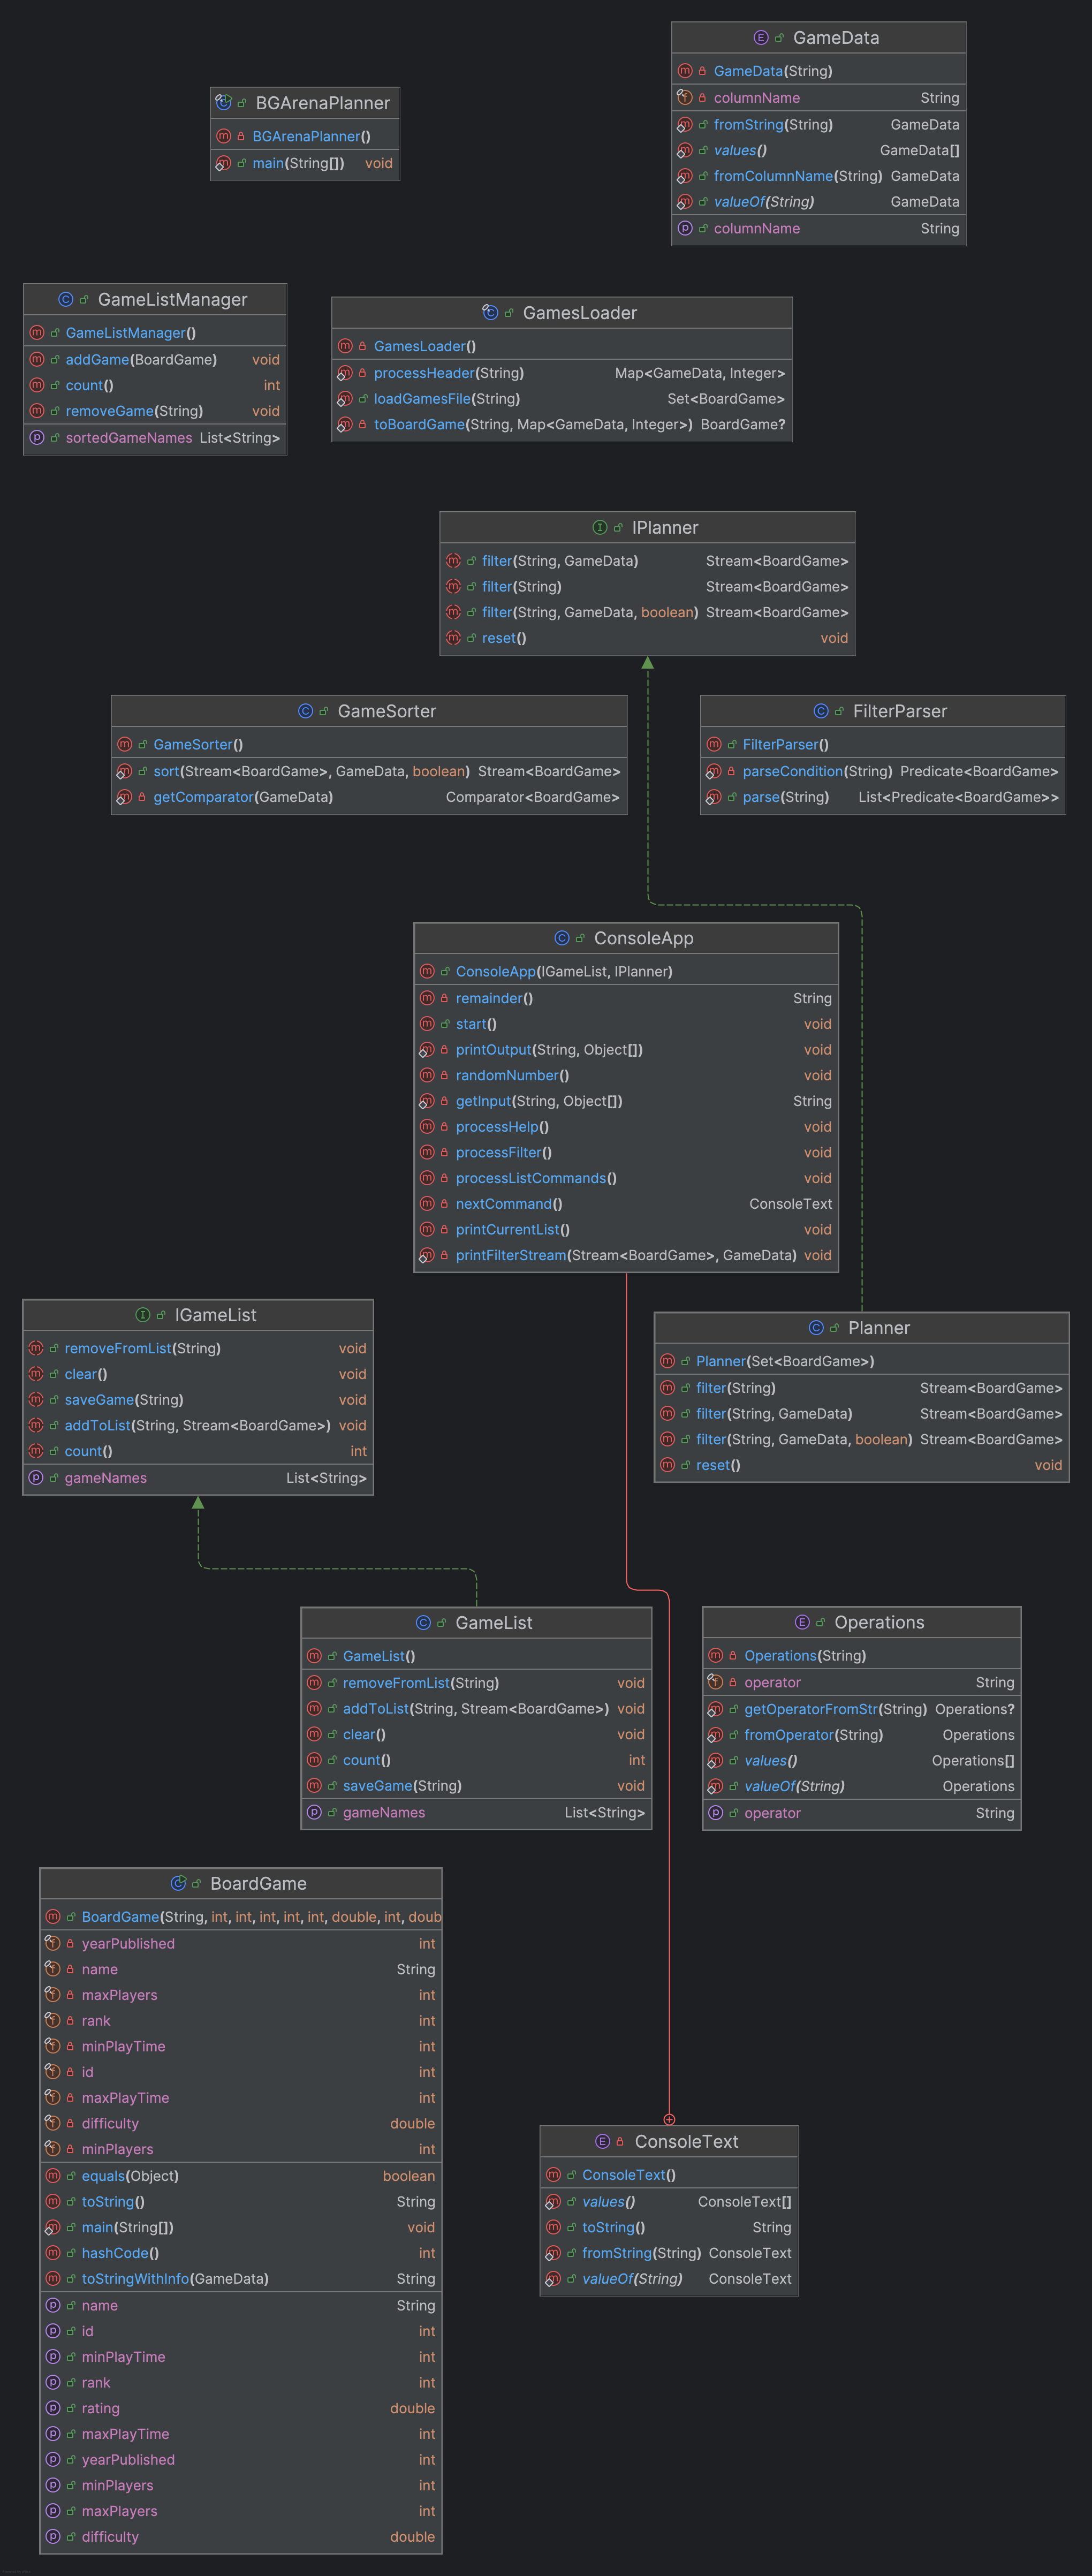 GameData
GameData(String)
columnName String
fromString(String) GameData
values() GameData[]
fromColumnName(String) GameData
valueOf(String) GameData
columnName String
BGArenaPlanner
BGArenaPlanner()
main(String[]) void
GameListManager
GameListManager()
addGame(BoardGame) void
count() int
removeGame(String) void
sortedGameNames List<String>
GamesLoader
GamesLoader()
processHeader(String) Map<GameData, Integer>
loadGamesFile(String) Set<BoardGame>
toBoardGame(String, Map<GameData, Integer>) BoardGame?
IPlanner
filter(String, GameData) Stream<BoardGame>
filter(String) Stream<BoardGame>
filter(String, GameData, boolean) Stream<BoardGame>
reset() void
GameSorter
GameSorter()
sort(Stream<BoardGame>, GameData, boolean) Stream<BoardGame>
getComparator(GameData) Comparator<BoardGame>
FilterParser
FilterParser()
parseCondition(String) Predicate<BoardGame>
parse(String) List<Predicate<BoardGame>>
ConsoleApp
ConsoleApp(IGameList, IPlanner)
remainder() String
start() void
printOutput(String, Object[]) void
randomNumber() void
getInput(String, Object[]) String
processHelp() void
processFilter() void
processListCommands() void
nextCommand() ConsoleText
printCurrentList() void
printFilterStream(Stream<BoardGame>, GameData) void
IGameList
removeFromList(String) void
clear() void
saveGame(String) void
addToList(String, Stream<BoardGame>) void
count() int
gameNames List<String>
Planner
Planner(Set<BoardGame>)
filter(String) Stream<BoardGame>
filter(String, GameData) Stream<BoardGame>
filter(String, GameData, boolean) Stream<BoardGame>
reset() void
GameList
GameList()
removeFromList(String) void
addToList(String, Stream<BoardGame>) void
clear() void
count() int
saveGame(String) void
gameNames List<String>
Operations
Operations(String)
operator String
getOperatorFromStr(String) Operations?
fromOperator(String) Operations
values() Operations[]
valueOf(String) Operations
operator String
BoardGame
BoardGame(String, int, int, int, int, int, double, int, doub
yearPublished int
name String
maxPlayers int
rank int
minPlayTime int
id int
maxPlayTime int
difficulty double
minPlayers int
equals(Object) boolean
toString() String
main(String[]) void
hashCode() int
toStringWithInfo(GameData) String
name String
id int
minPlayTime int
rank int
rating double
maxPlayTime int
yearPublished int
minPlayers int
maxPlayers int
difficulty double
ConsoleText
ConsoleText()
values() ConsoleText[]
toString() String
fromString(String) ConsoleText
valueOf(String) ConsoleText